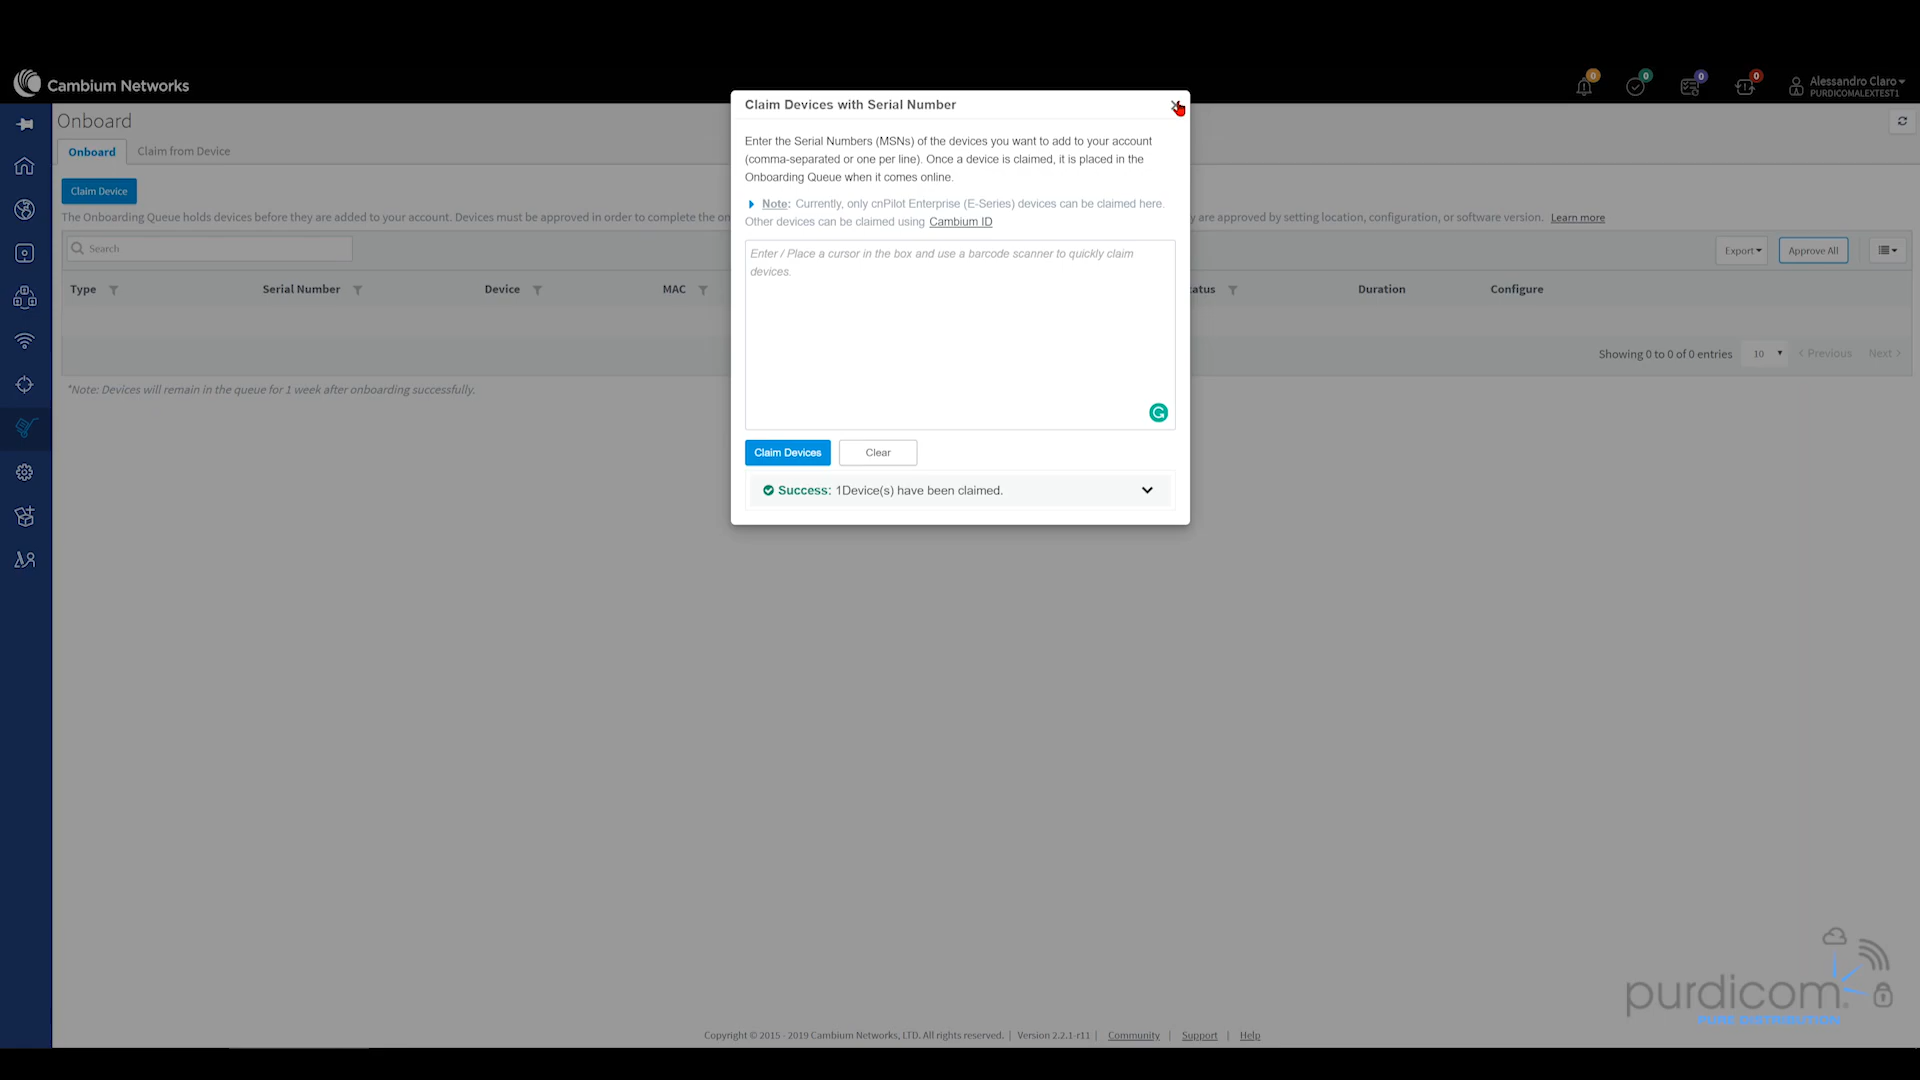 Cambium Networks
0
0
0
0
Alessandro Claro
PURDICOMALEXTEST1
Onboard
Onboard
Claim from Device
Claim Device
The Onboarding Queue holds devices before they are added to your account. Devices must be approved in order to complete the on
y are approved by setting location, configuration, or software version. Learn more
Search
Export
Approve All
Type
Serial Number
Device
MAC
atus
Duration
Configure
Showing 0 to 0 of 0 entries
10
< Previous
Next >
*Note: Devices will remain in the queue for 1 week after onboarding successfully.
Claim Devices with Serial Number
Enter the Serial Numbers (MSNs) of the devices you want to add to your account
(comma-separated or one per line). Once a device is claimed, it is placed in the
Onboarding Queue when it comes online.
Note: Currently, only cnPilot Enterprise (E-Series) devices can be claimed here.
Other devices can be claimed using Cambium ID
Enter / Place a cursor in the box and use a barcode scanner to quickly claim
devices.
Claim Devices
Clear
Success: 1Device(s) have been claimed.
purdicom.
PURE DISTRIBUTION
Copyright © 2015 - 2019 Cambium Networks, LTD. All rights reserved. | Version 2.2.1-r11 | Community | Support | Help